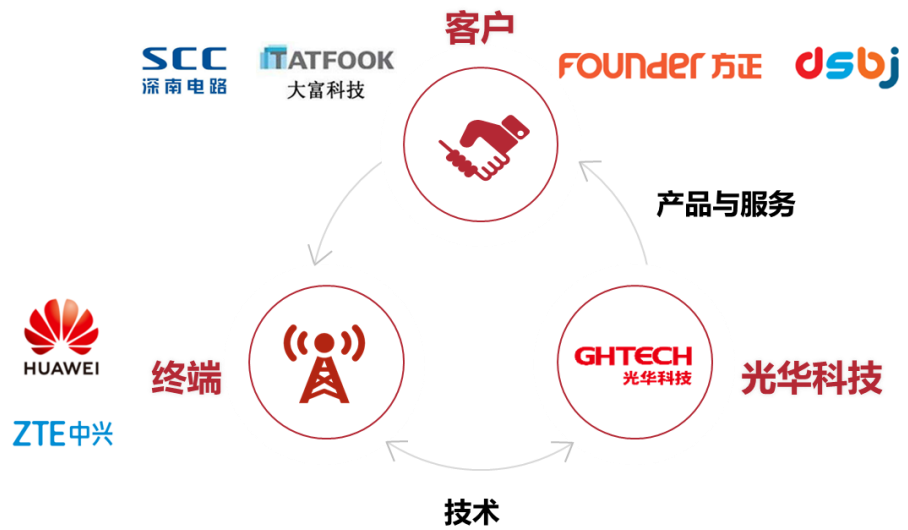 客户
SCC
深南电路
TATFOOK
大富科技
FOUNDER 方正
dsbj
产品与服务
HUAWEI
终端
ZTE中兴
GHTECH
光华科技
光华科技
技术